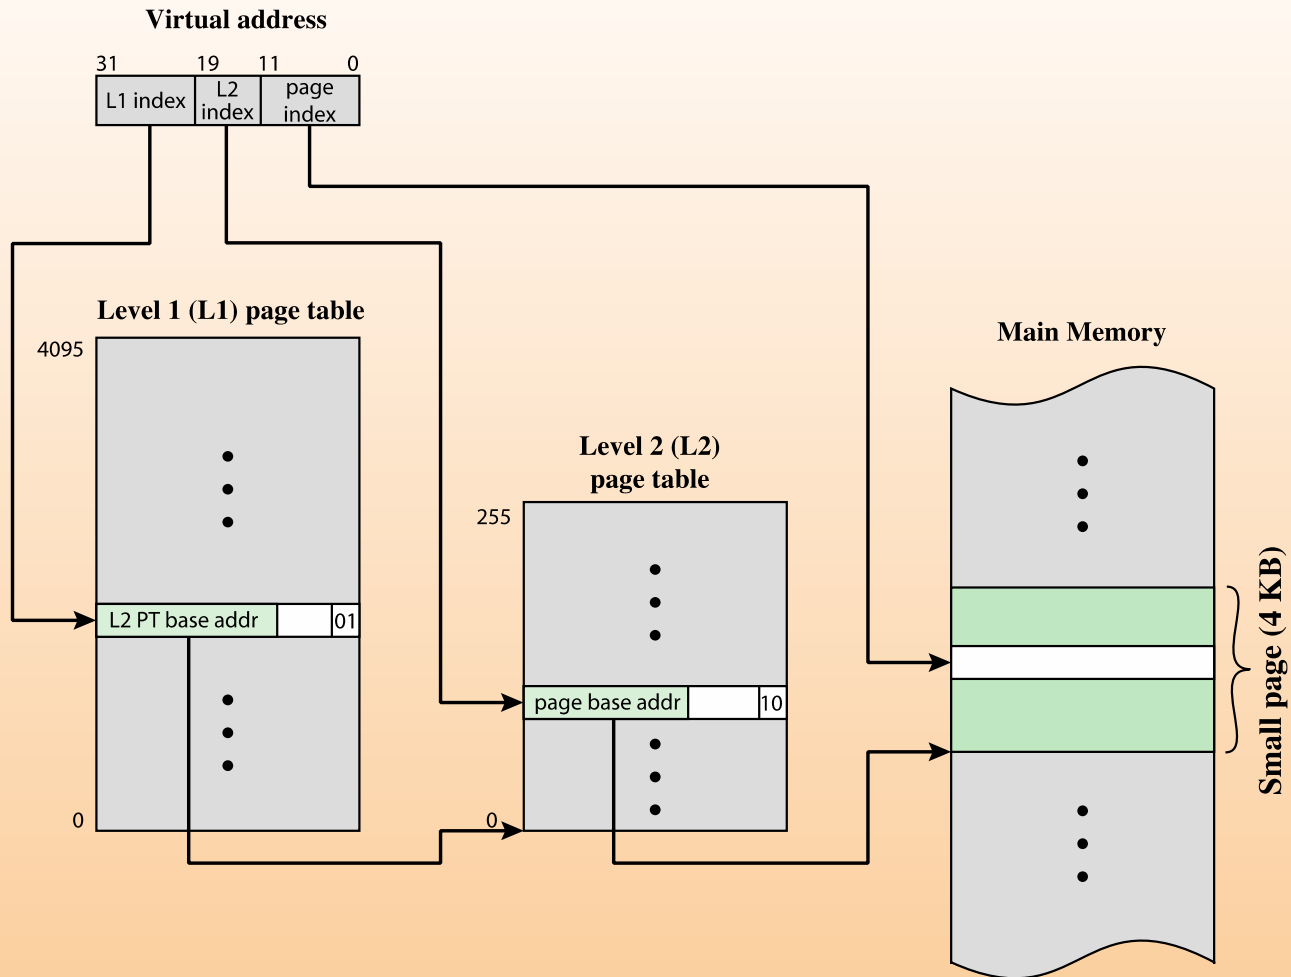 Virtual address
31 19 11 0
L1 index
L2
index
page
index
Level 1 (L1) page table
4095
L2 PT base addr 01
0
Level 2 (L2)
page table
255
page base addr 10
0
Main Memory
Small page (4 KB)